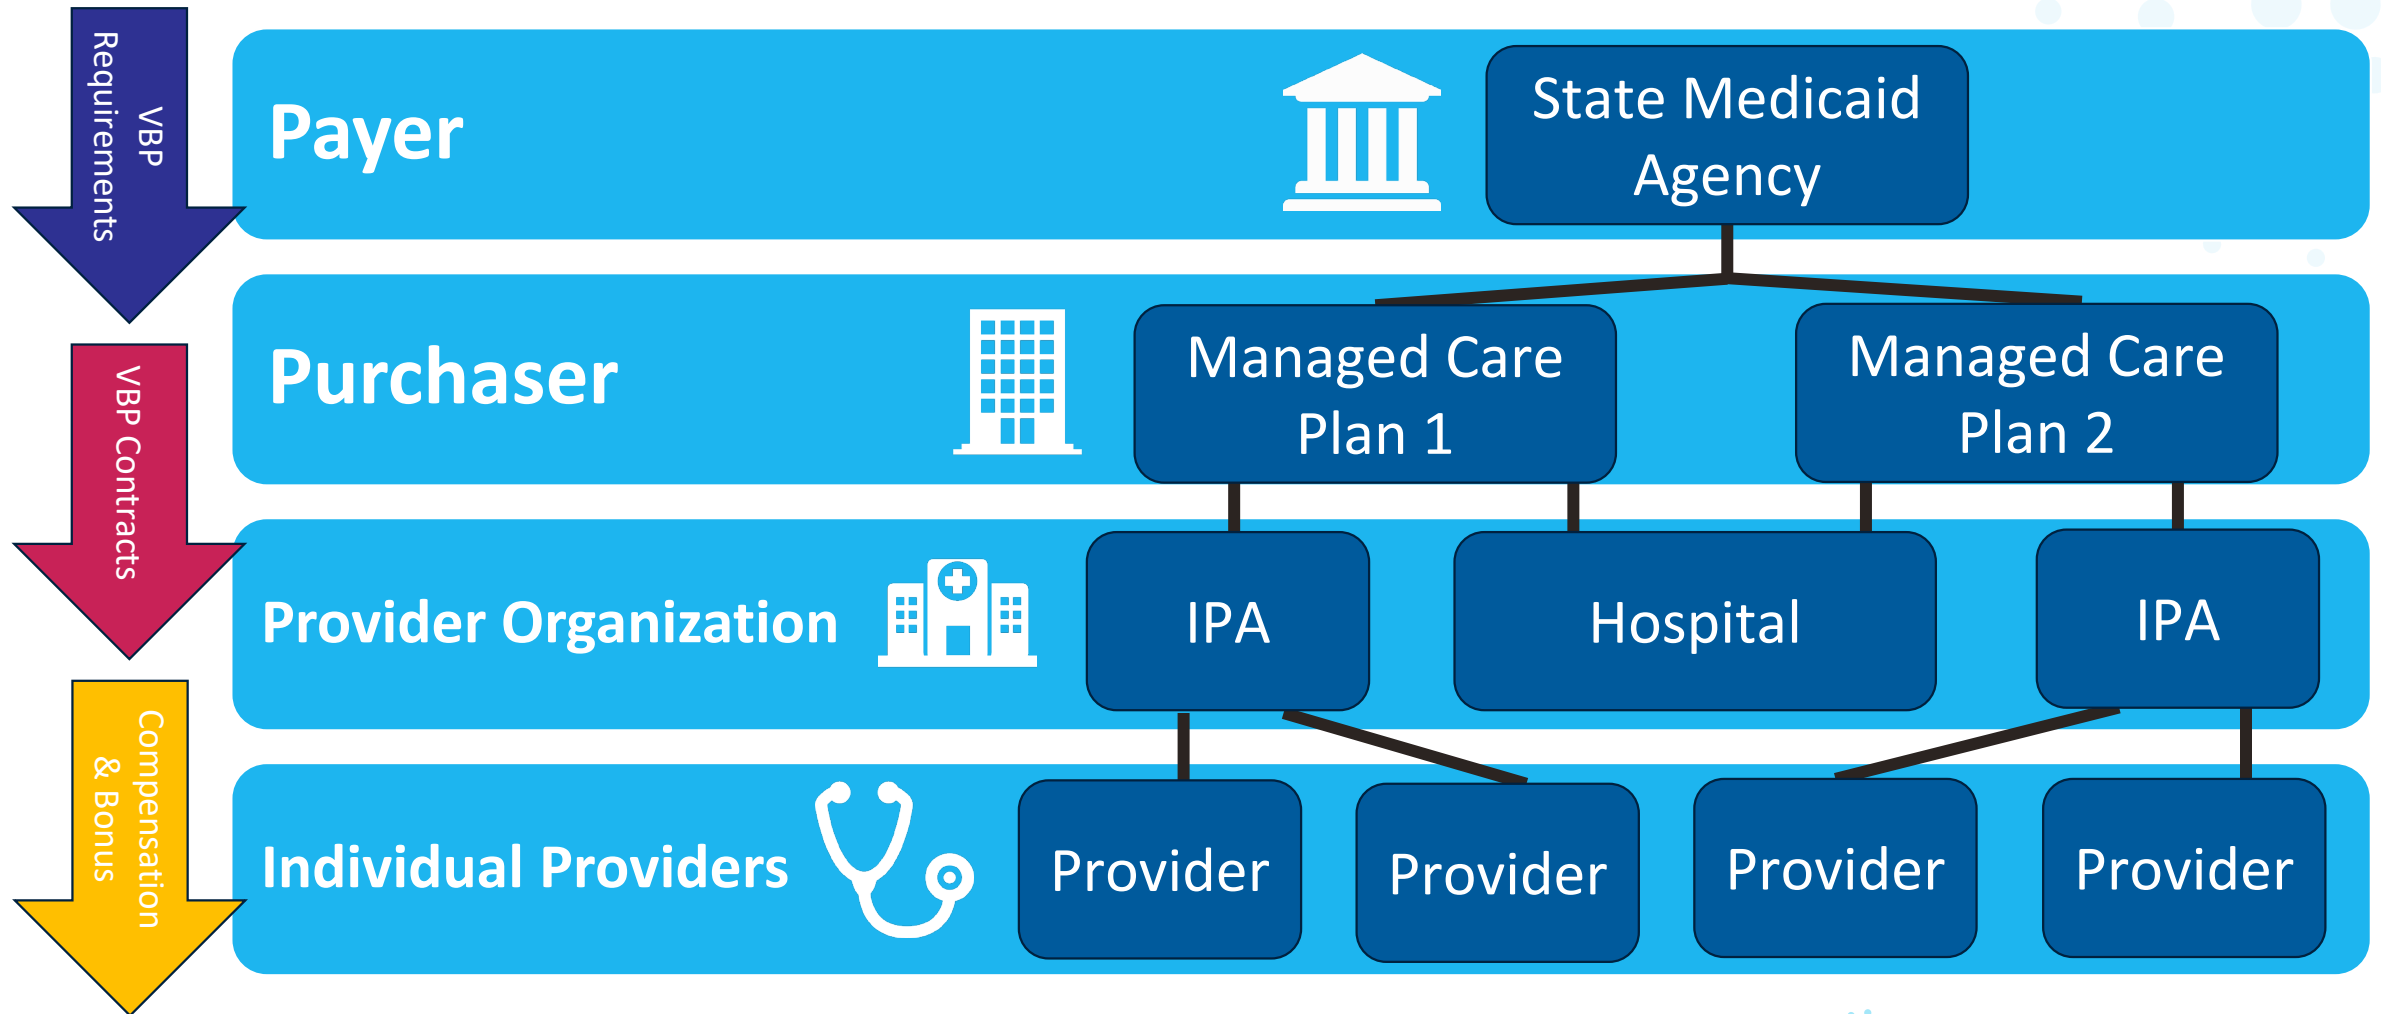 VBP
Requirements
Payer
State Medicaid
Agency
VBP Contracts
Purchaser
Managed Care
Plan 1
Managed Care
Plan 2
Provider Organization
IPA
Hospital
IPA
Compensation
& Bonus
Individual Providers
Provider
Provider
Provider
Provider